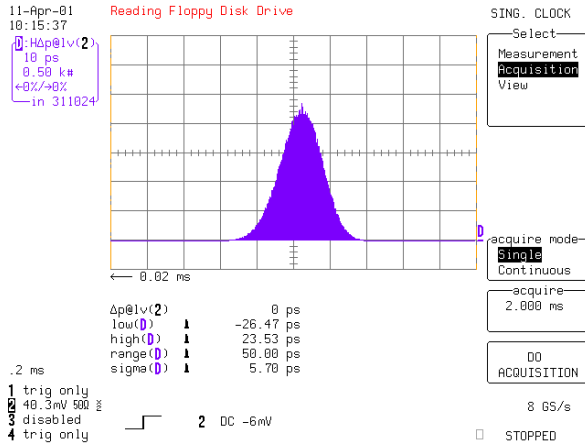 11-Apr-01
10:15:37
Reading Floppy Disk Drive
D:HΔp@lv(2)
10 ps
0.50 k#
←0%/→0%
in 311024
SING. CLOCK
Select
Measurement
Acquisition
View
acquire mode
Single
Continuous
acquire
2.000 ms
DO
ACQUISITION
D
← 0.02 ms
Δp@lv(2) 0 ps
low(D) -26.47 ps
high(D) 23.53 ps
range(D) 50.00 ps
sigma(D) 5.70 ps
.2 ms
1 trig only
2 40.3mV 50Ω
3 disabled
4 trig only
2 DC -6mV
8 GS/s
STOPPED